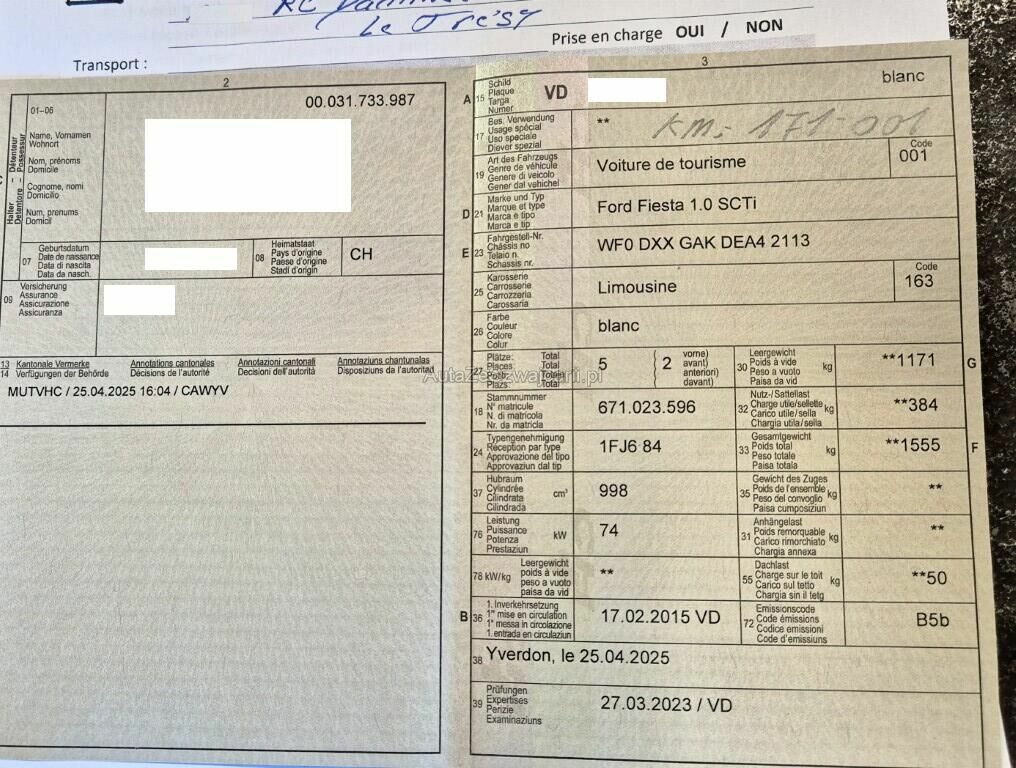 RC
Le Trésy
Prise en charge OUI / NON
Transport :
2
00.031.733.987
01–06
Halter – Détenteur
Detentore – Possessur
Name, Vornamen
Wohnort
Nom, prénoms
Domicile
Cognome, nomi
Domicilio
Num, prenums
Domicil
07
Geburtsdatum
Date de naissance
Data di nascita
Data da nasch.
08
Heimatstaat
Pays d'origine
Paese d'origine
Stadi d'origin
CH
09
Versicherung
Assurance
Assicurazione
Assicuranza
13 Kantonale Vermerke Annotations cantonales Annotazioni cantonali Annotaziuns chantunalas
14 Verfügungen der Behörde Décisions de l'autorité Decisioni dell'autorità Disposiziuns da l'autoritad
MUTVHC / 25.04.2025 16:04 / CAWYV
3
A 15
Schild
Plaque
Targa
Numer
VD
blanc
17
Bes. Verwendung
Usage spécial
Uso speciale
Diever spezial
**
KM.- 171-001
19
Art des Fahrzeugs
Genre de véhicule
Genere di veicolo
Gener dal vehichel
Voiture de tourisme
Code
001
D 21
Marke und Typ
Marque et type
Marca e tipo
Marca e tip
Ford Fiesta 1.0 SCTi
E 23
Fahrgestell-Nr.
Châssis no
Telaio n.
Schassis nr.
WF0 DXX GAK DEA4 2113
25
Karosserie
Carrosserie
Carrozzeria
Carossaria
Limousine
Code
163
26
Farbe
Couleur
Colore
Colur
blanc
Plätze: Total
Places: Total
Posti: Total
Plazs: Total
5
{ 2
vorne)
avant)
anteriori)
davant)
30
Leergewicht
Poids à vide
Peso a vuoto
Paisa da vid
kg
**1171
G
AutaZeSzwajcarii.pl
18
Stammnummer
N° matricule
N. di matricola
Nr. da matricla
671.023.596
32
Nutz-/ Sattellast
Charge utile/sellette
Carico utile/sella
Chargia utila/sella
kg
**384
24
Typengenehmigung
Réception par type
Approvazione del tipo
Approvaziun dal tip
1FJ6 84
33
Gesamtgewicht
Poids total
Peso totale
Paisa totala
kg
**1555
F
37
Hubraum
Cylindrée
Cilindrata
Cilindrada
cm³
998
35
Gewicht des Zuges
Poids de l'ensemble
Peso del convoglio
Paisa cumposiziun
kg
**
76
Leistung
Puissance
Potenza
Prestaziun
kW
74
31
Anhängelast
Poids remorquable
Carico rimorchiato
Chargia annexa
kg
**
78 kW/kg
Leergewicht
poids à vide
peso a vuoto
paisa da vid
**
55
Dachlast
Charge sur le toit
Carico sul tetto
Chargia sin il tetg
kg
**50
B 36
1. Inverkehrsetzung
1re mise en circulation
1a messa in circolazione
1. entrada en circulaziun
17.02.2015 VD
72
Emissionscode
Code émissions
Codice emissioni
Code d'emissiuns
B5b
38
Yverdon, le 25.04.2025
39
Prüfungen
Expertises
Perizie
Examinaziuns
27.03.2023 / VD